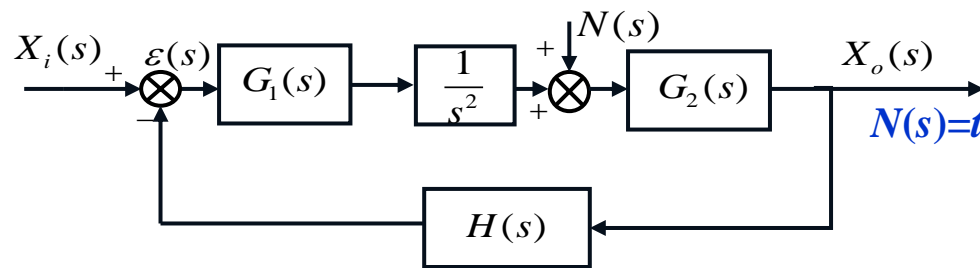 X_i(s)
+
−
ε(s)
G_1(s)
1/s^2
+
+
N(s)
G_2(s)
X_o(s)
N(s)=t
H(s)